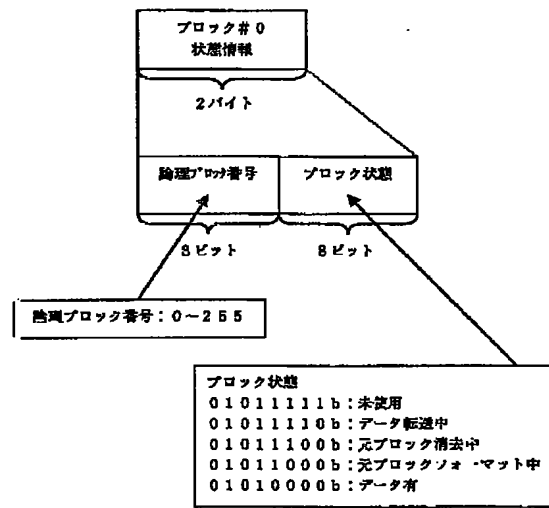 ブロック＃０
状態情報
２バイト
論理ﾌﾞﾛｯｸ番号
ブロック状態
８ビット
８ビット
論理ブロック番号：０～２５５
ブロック状態
０１０１１１１１ｂ：未使用
０１０１１１１０ｂ：データ転送中
０１０１１１００ｂ：元ブロック消去中
０１０１１０００ｂ：元ブロックフォーマット中
０１０１００００ｂ：データ有